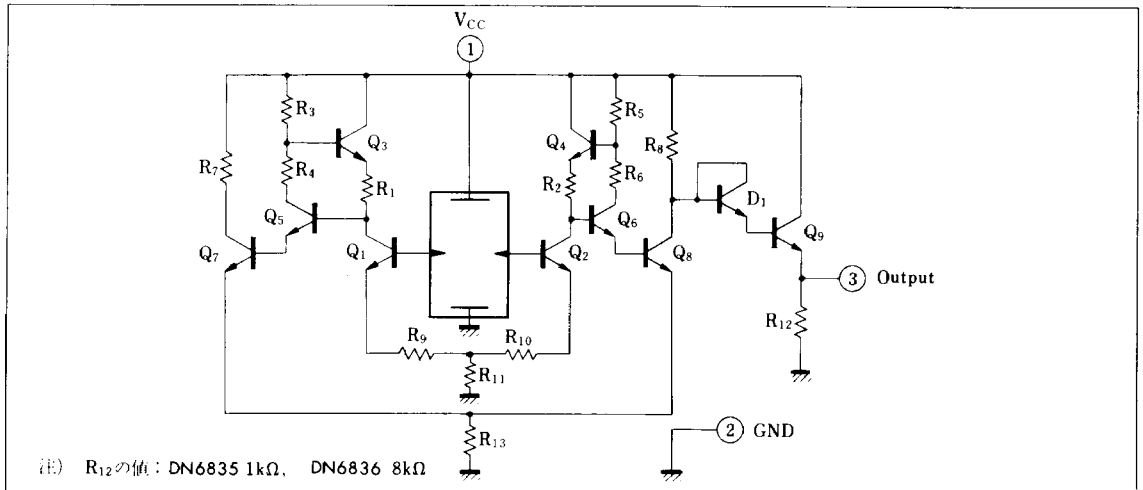 VCC
1
R3
Q3
R7
R4
R1
Q5
Q7
Q1
R5
Q4
R8
R2
R6
D1
Q6
Q2
Q8
Q9
3 Output
R12
R9
R10
R11
R13
2 GND
注) R12の値：DN6835 1kΩ， DN6836 8kΩ